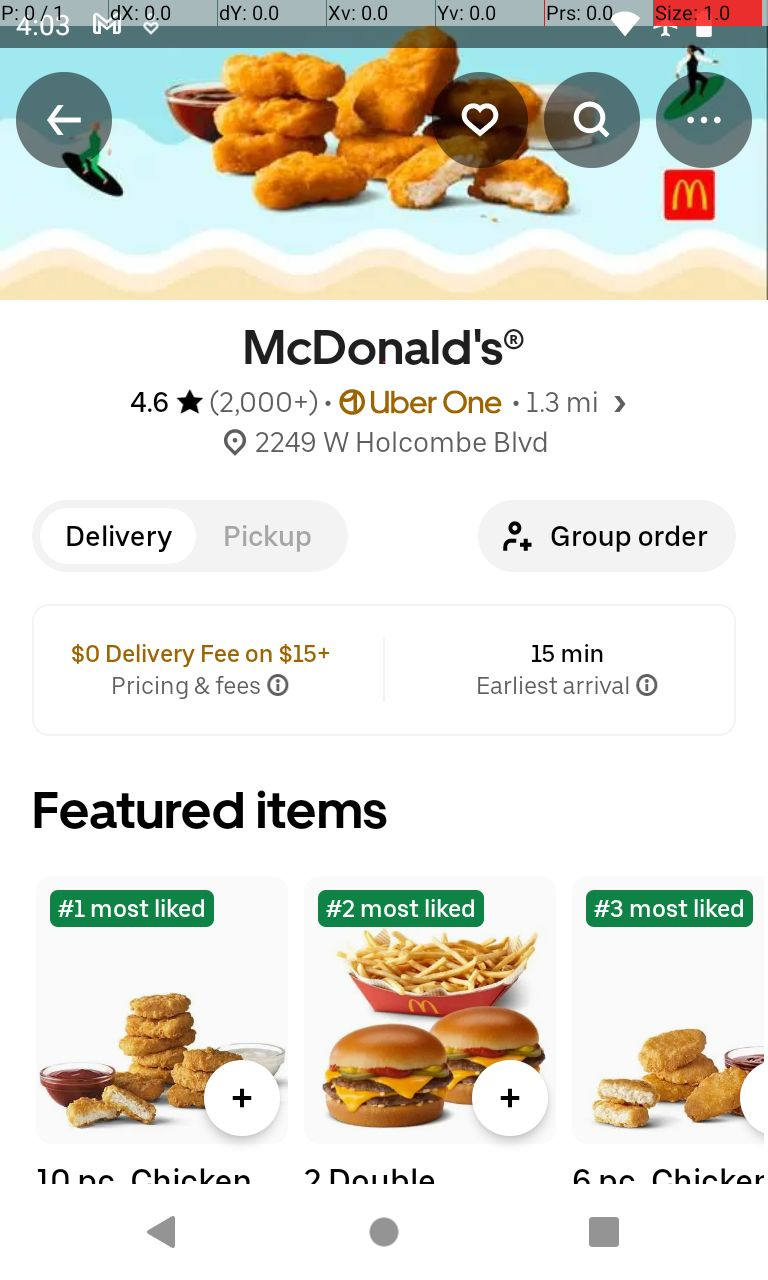 P: 0 / 1 dX: 0.0 dY: 0.0 Xv: 0.0 Yv: 0.0 Prs: 0.0 Size: 1.0
4:03
McDonald's®
4.6 ★ (2,000+) • Uber One • 1.3 mi ›
2249 W Holcombe Blvd
Delivery Pickup Group order
$0 Delivery Fee on $15+ 15 min
Pricing & fees Earliest arrival
Featured items
#1 most liked #2 most liked #3 most liked
10 pc. Chicken 2 Double 6 pc. Chicken